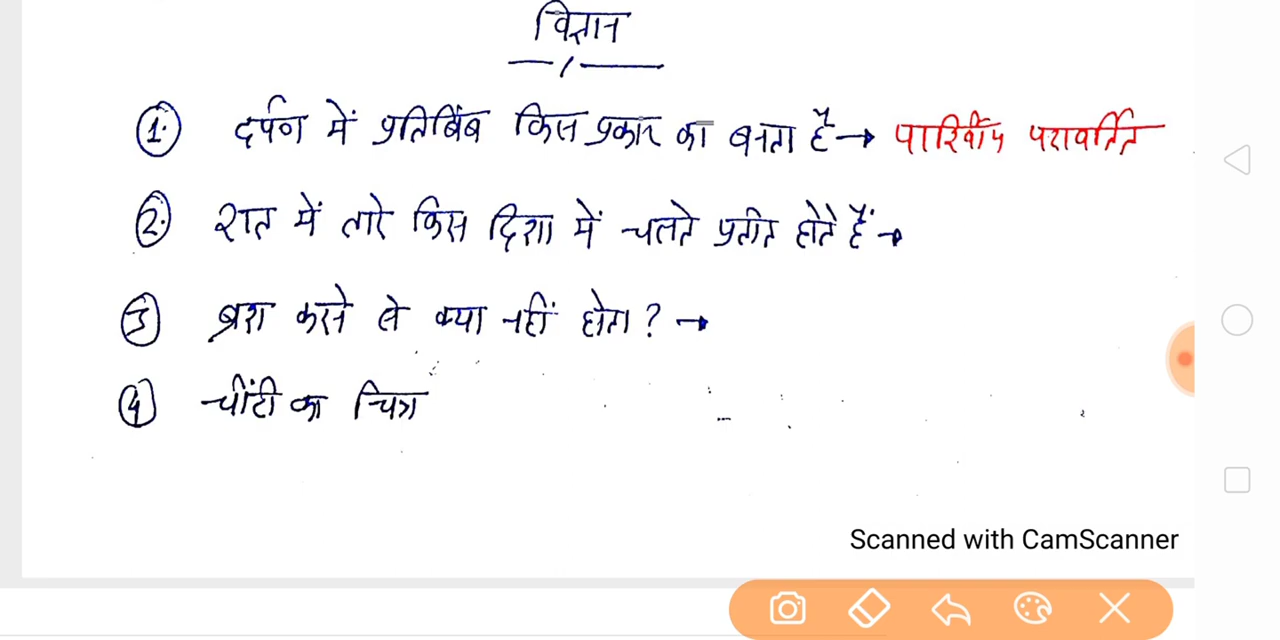 विज्ञान
1. दर्पण में प्रतिबिंब किस प्रकार का बनता है → पार्श्वीय परावर्तित
2. रात में तारे किस दिशा में चलते प्रतीत होते हैं →
3 ब्रश करने से क्या नहीं होता? →
4 चींटी का चित्र
Scanned with CamScanner